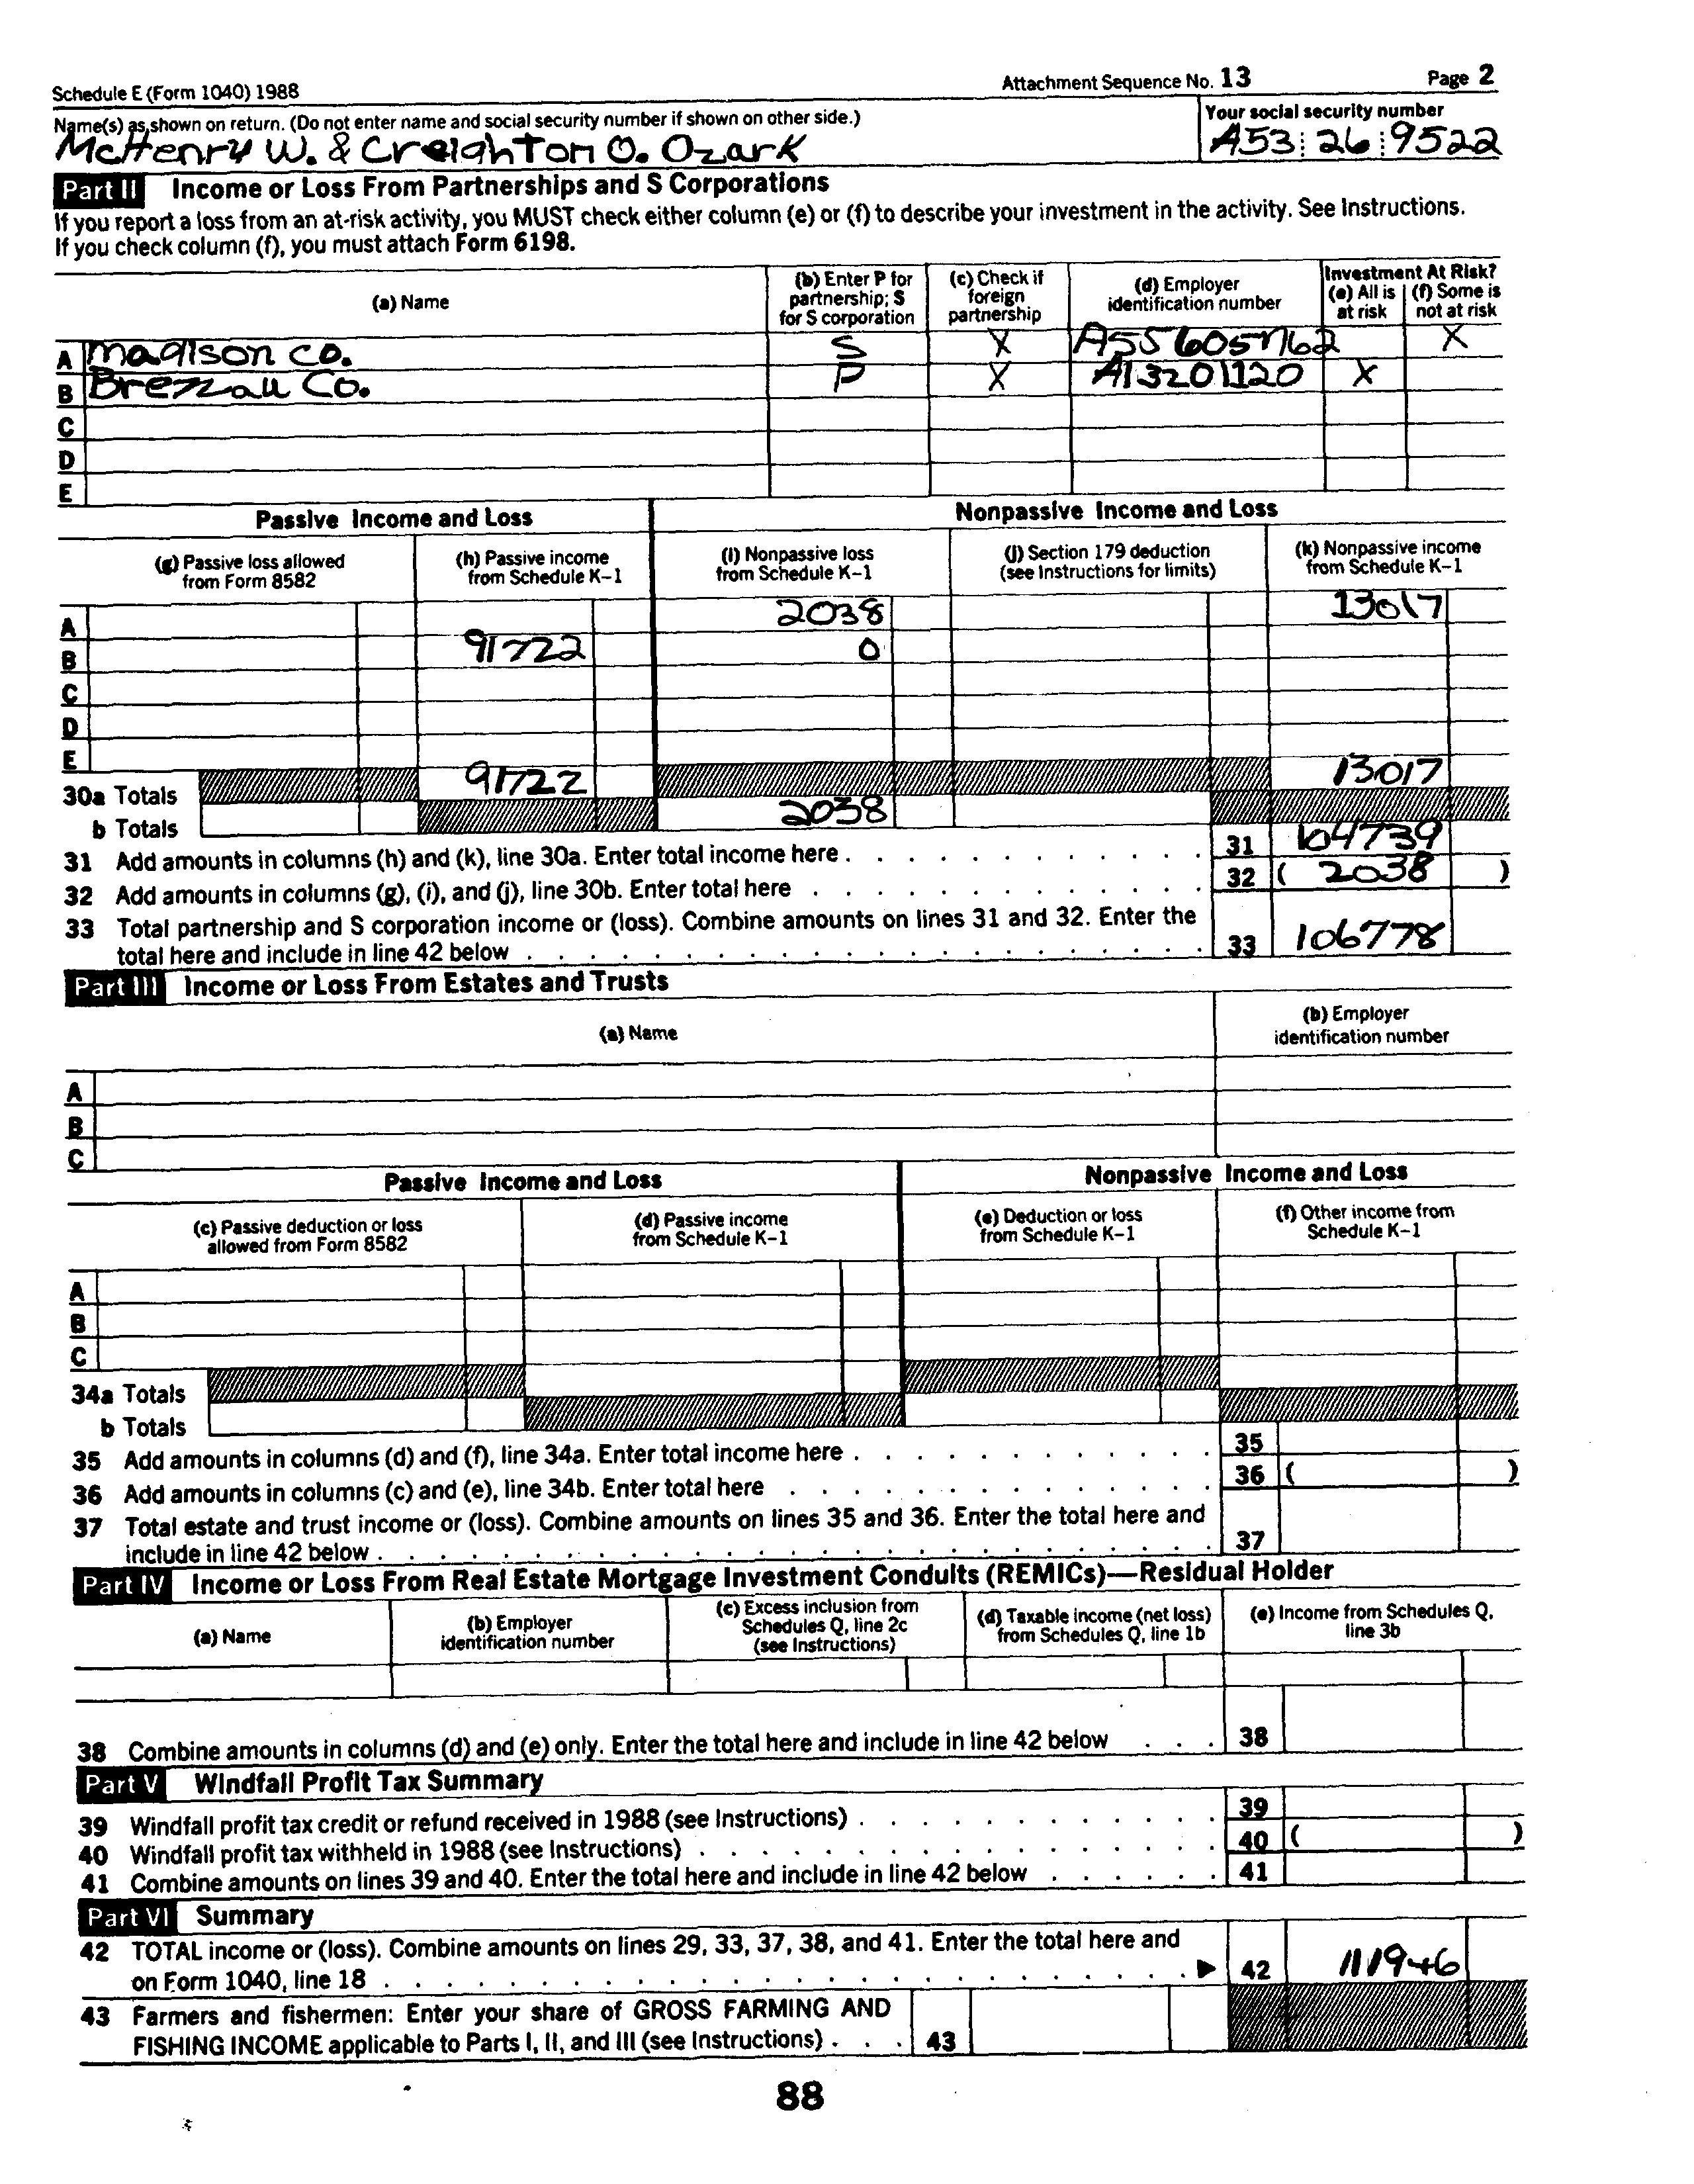 Schedule E (Form 1040) 1988 Attachment Sequence No. 13 Page 2
Name(s) as shown on return. (Do not enter name and social security number if shown on other side.) Your social security number
McHenry W. & Creighton O. Ozark A53 26 9522
Part II Income or Loss From Partnerships and S Corporations
If you report a loss from an at-risk activity, you MUST check either column (e) or (f) to describe your investment in the activity. See Instructions.
If you check column (f), you must attach Form 6198.
(a) Name
(b) Enter P for partnership; S for S corporation
(c) Check if foreign partnership
(d) Employer identification number
Investment At Risk?
(e) All is at risk
(f) Some is not at risk
A Madison Co. S X A55605762 X
B Brezzau Co. P X A13201120 X
C
D
E
Passive Income and Loss Nonpassive Income and Loss
(g) Passive loss allowed from Form 8582
(h) Passive income from Schedule K-1
(i) Nonpassive loss from Schedule K-1
(j) Section 179 deduction (see Instructions for limits)
(k) Nonpassive income from Schedule K-1
A 2038 13017
B 91722 0
C
D
E
30a Totals 91722 13017
b Totals 2038
31 Add amounts in columns (h) and (k), line 30a. Enter total income here 31 104739
32 Add amounts in columns (g), (i), and (j), line 30b. Enter total here 32 ( 2038 )
33 Total partnership and S corporation income or (loss). Combine amounts on lines 31 and 32. Enter the
total here and include in line 42 below 33 106778
Part III Income or Loss From Estates and Trusts
(a) Name
(b) Employer identification number
A
B
C
Passive Income and Loss Nonpassive Income and Loss
(c) Passive deduction or loss allowed from Form 8582
(d) Passive income from Schedule K-1
(e) Deduction or loss from Schedule K-1
(f) Other income from Schedule K-1
A
B
C
34a Totals
b Totals
35 Add amounts in columns (d) and (f), line 34a. Enter total income here 35
36 Add amounts in columns (c) and (e), line 34b. Enter total here 36 ( )
37 Total estate and trust income or (loss). Combine amounts on lines 35 and 36. Enter the total here and
include in line 42 below 37
Part IV Income or Loss From Real Estate Mortgage Investment Conduits (REMICs)—Residual Holder
(a) Name
(b) Employer identification number
(c) Excess inclusion from Schedules Q, line 2c (see Instructions)
(d) Taxable income (net loss) from Schedules Q, line 1b
(e) Income from Schedules Q, line 3b
38 Combine amounts in columns (d) and (e) only. Enter the total here and include in line 42 below 38
Part V Windfall Profit Tax Summary
39 Windfall profit tax credit or refund received in 1988 (see Instructions) 39
40 Windfall profit tax withheld in 1988 (see Instructions) 40 ( )
41 Combine amounts on lines 39 and 40. Enter the total here and include in line 42 below 41
Part VI Summary
42 TOTAL income or (loss). Combine amounts on lines 29, 33, 37, 38, and 41. Enter the total here and
on Form 1040, line 18 ▶ 42 111946
43 Farmers and fishermen: Enter your share of GROSS FARMING AND
FISHING INCOME applicable to Parts I, II, and III (see Instructions) 43
88